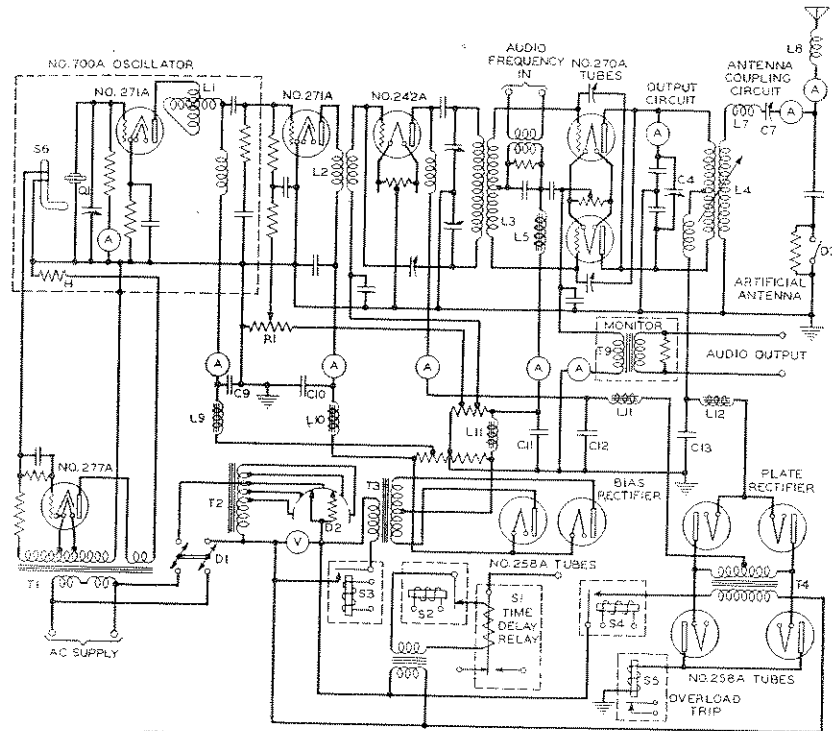 NO. 700A OSCILLATOR
NO. 271A
L1
S6
H
NO. 271A
L2
NO. 242A
AUDIO
FREQUENCY
IN
L3
L5
NO. 270A
TUBES
OUTPUT
CIRCUIT
A
C4
L4
ANTENNA
COUPLING
CIRCUIT
L7
C7
A
L8
A
ARTIFICIAL
ANTENNA
A
R1
MONITOR
T9
AUDIO OUTPUT
A
C9
A
C10
A
A
A
L9
L10
L11
C11
C12
L11
C13
L12
NO. 277A
T1
AC SUPPLY
D1
T2
D2
V
T3
BIAS
RECTIFIER
PLATE
RECTIFIER
NO. 258A TUBES
T4
S3
S2
S1
TIME
DELAY
RELAY
S4
S5
NO. 258A TUBES
OVERLOAD
TRIP